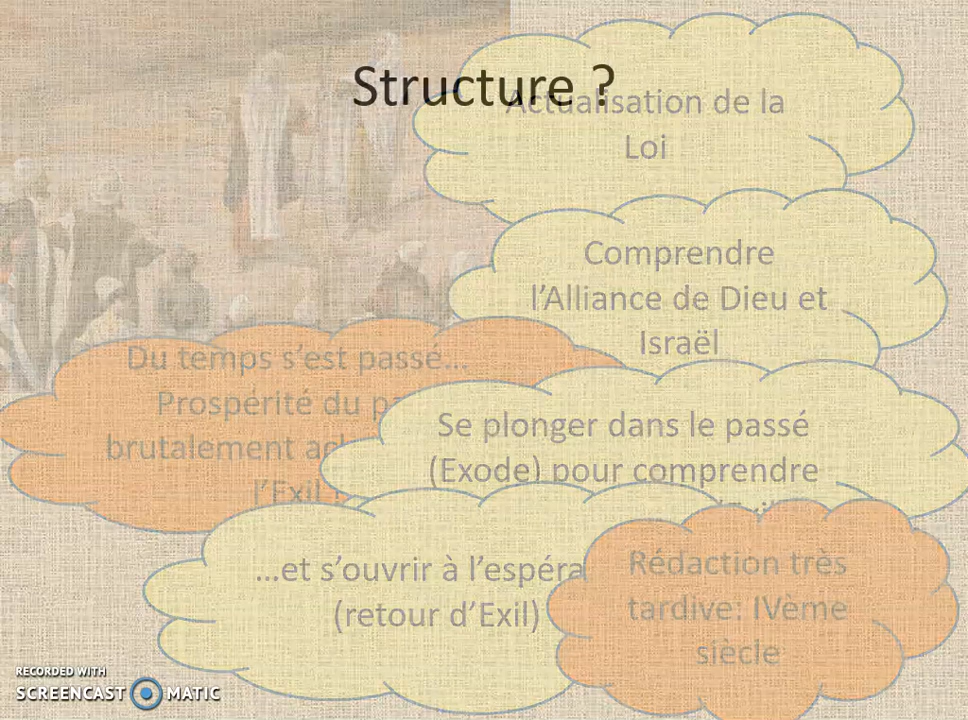 Structure ?
Actualisation de la
Loi
Comprendre
l’Alliance de Dieu et
Israël
Du temps s’est passé...
Prospérité du
brutalement
l’Exil !
Se plonger dans le passé
(Exode) pour comprendre
...et s’ouvrir à l’espéra
(retour d’Exil)
Rédaction très
tardive: IVème
siècle
RECORDED WITH
SCREENCAST MATIC